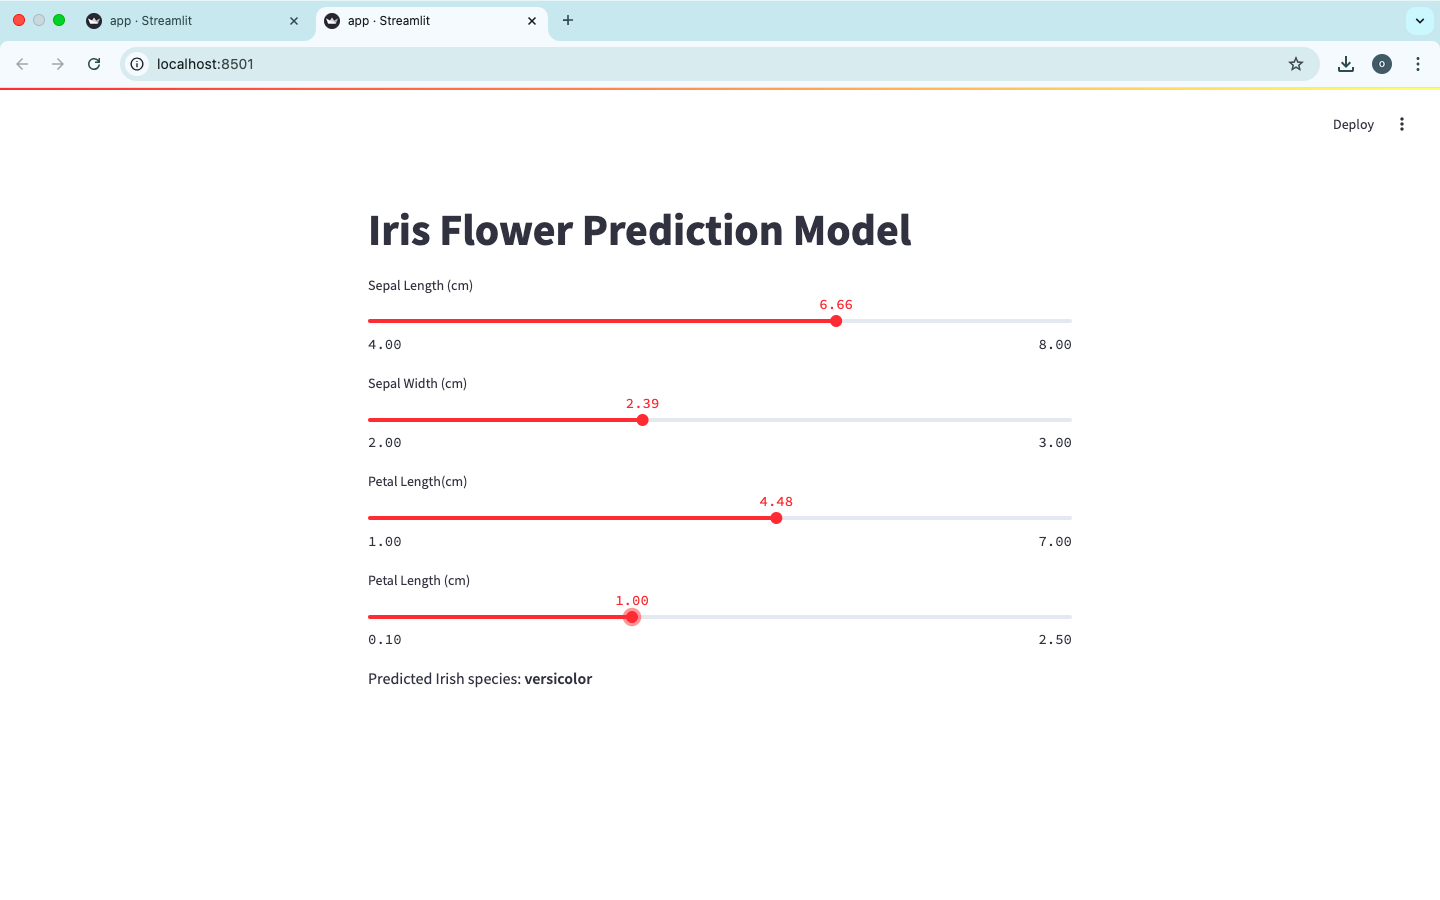 app · Streamlit
app · Streamlit
localhost:8501
o
Deploy
Iris Flower Prediction Model
Sepal Length (cm)
6.66
4.00 8.00
Sepal Width (cm)
2.39
2.00 3.00
Petal Length(cm)
4.48
1.00 7.00
Petal Length (cm)
1.00
0.10 2.50
Predicted Irish species: versicolor